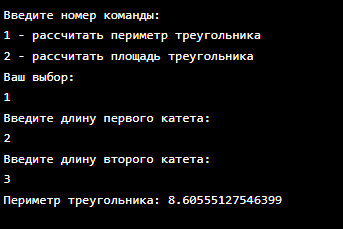 Введите номер команды:
1 - рассчитать периметр треугольника
2 - рассчитать площадь треугольника
Ваш выбор:
1
Введите длину первого катета:
2
Введите длину второго катета:
3
Периметр треугольника: 8.60555127546399